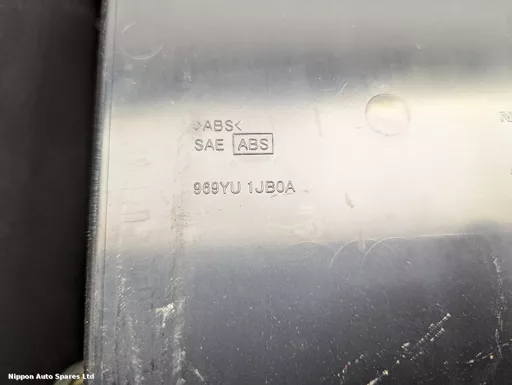 >ABS<
SAE ABS
969YU 1JB0A
N
Nippon Auto Spares Ltd